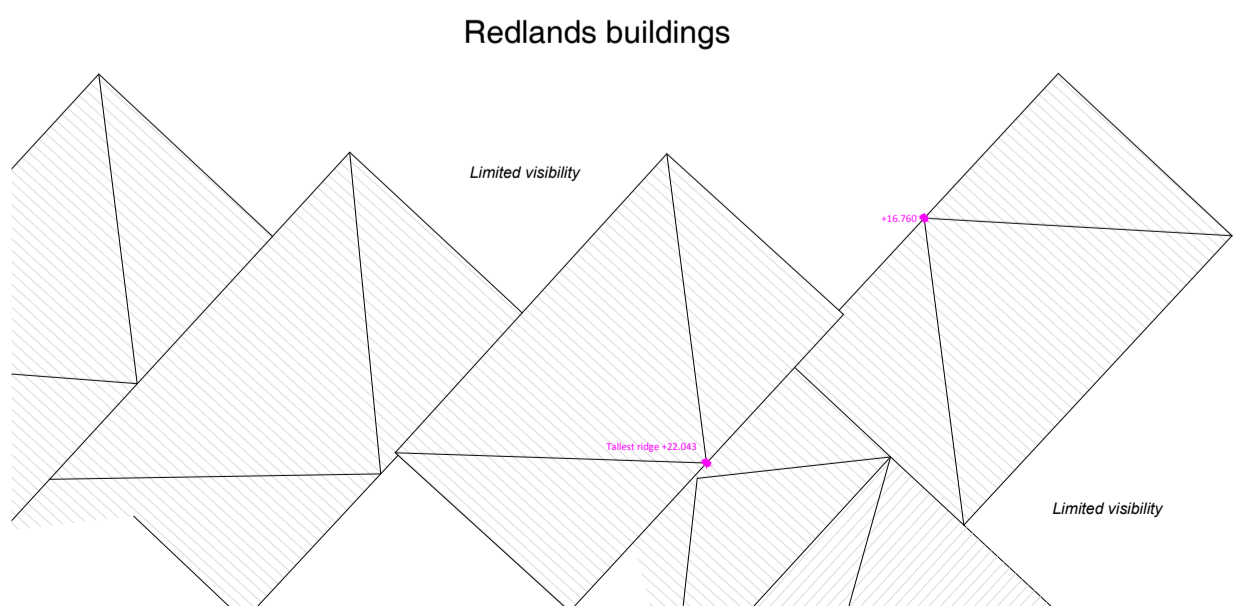 Redlands buildings
Limited visibility
+16.760
Tallest ridge +22.043
Limited visibility